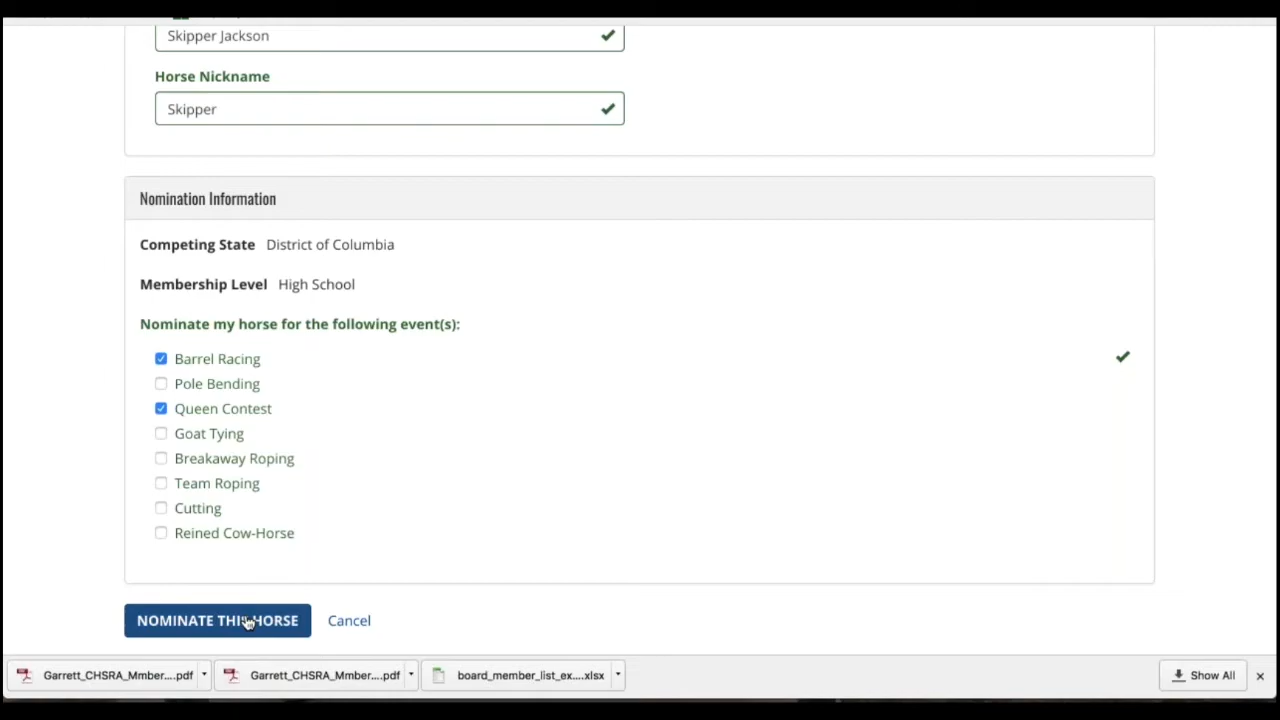 Skipper Jackson
Horse Nickname
Skipper
Nomination Information
Competing State District of Columbia
Membership Level High School
Nominate my horse for the following event(s):
Barrel Racing
Pole Bending
Queen Contest
Goat Tying
Breakaway Roping
Team Roping
Cutting
Reined Cow-Horse
NOMINATE THIS HORSE Cancel
Garrett_CHSRA_Mmber....pdf Garrett_CHSRA_Mmber....pdf board_member_list_ex....xlsx Show All